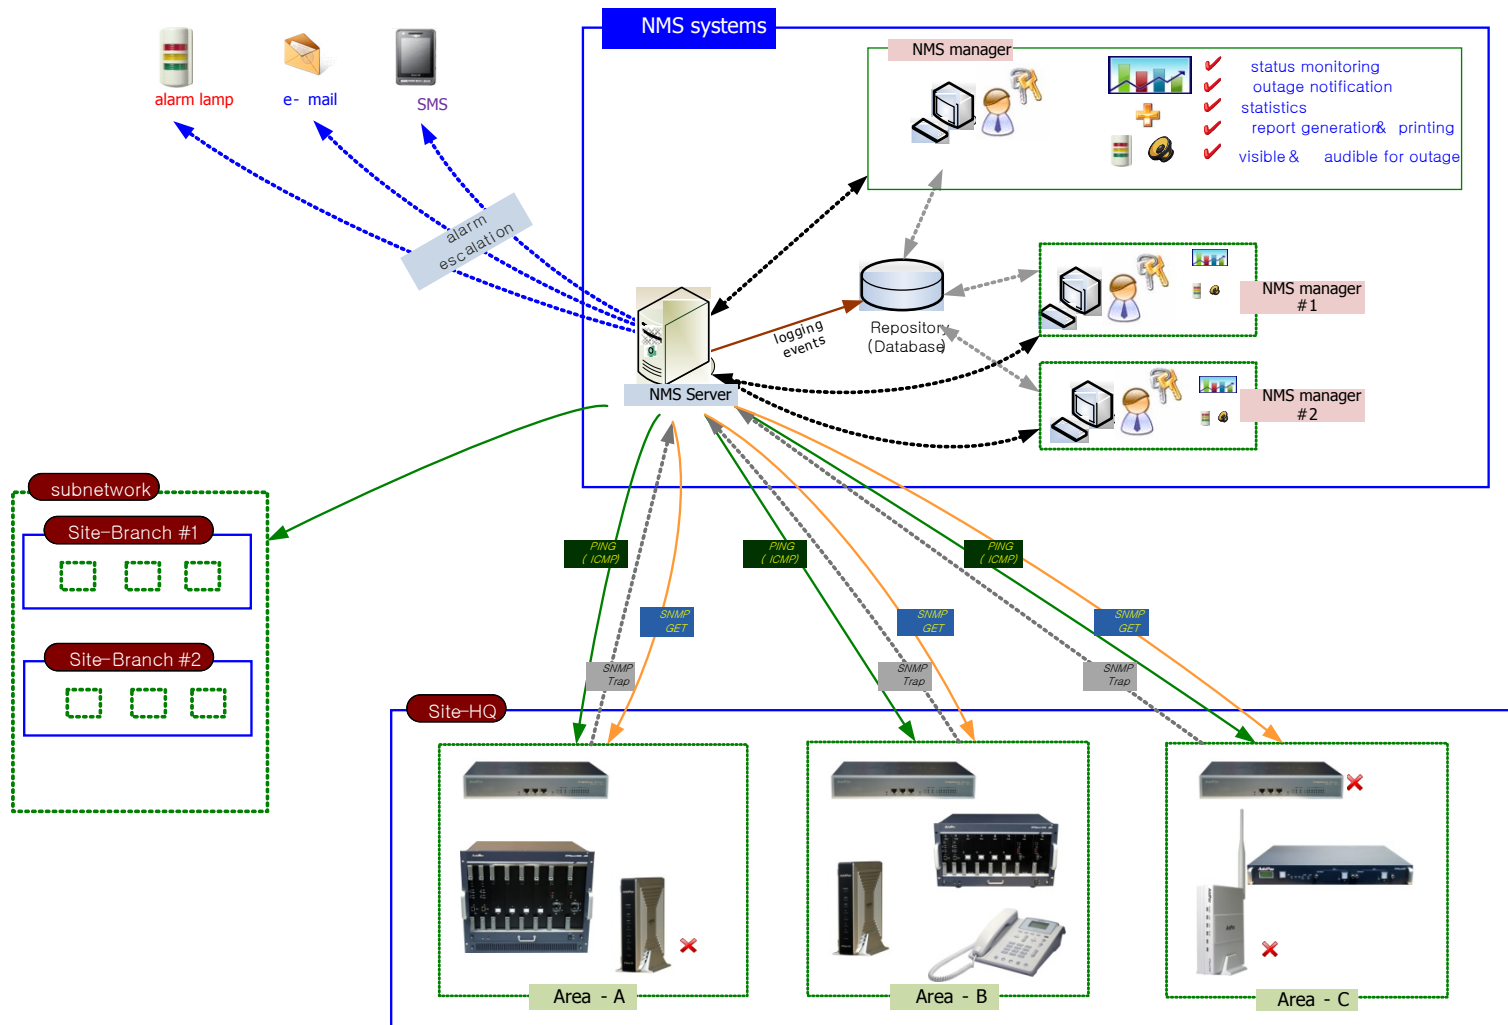 NMS systems
NMS manager
status monitoring
outage notification
statistics
report generation& printing
visible & audible for outage
alarm lamp
e- mail
SMS
alarm
escalation
NMS manager
#1
Repository
(Database)
logging
events
NMS Server
NMS manager
#2
subnetwork
Site-Branch #1
Site-Branch #2
PING
( ICMP)
PING
( ICMP)
PING
( ICMP)
SNMP
GET
SNMP
GET
SNMP
GET
SNMP
Trap
SNMP
Trap
SNMP
Trap
Site-HQ
Area - A
Area - B
Area - C